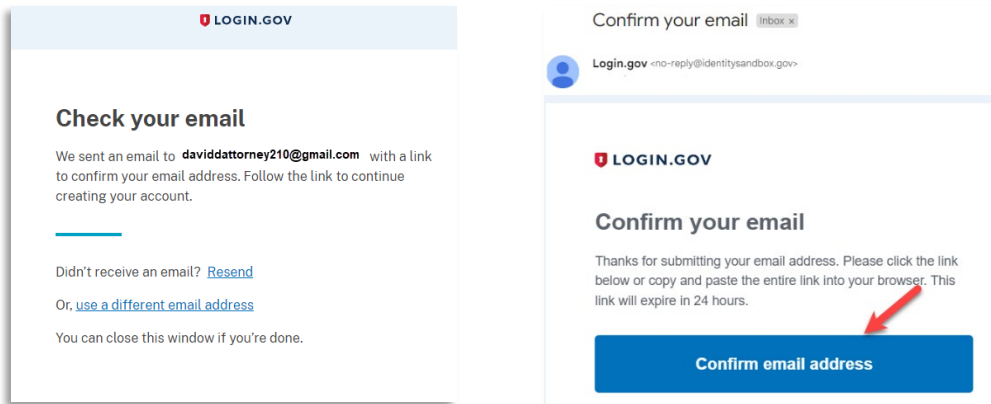 LOGIN.GOV
Check your email
We sent an email to daviddattorney210@gmail.com with a link
to confirm your email address. Follow the link to continue
creating your account.
Didn't receive an email? Resend
Or, use a different email address
You can close this window if you're done.
Confirm your email Inbox ×
Login.gov <no-reply@identitysandbox.gov>
LOGIN.GOV
Confirm your email
Thanks for submitting your email address. Please click the link
below or copy and paste the entire link into your browser. This
link will expire in 24 hours.
Confirm email address